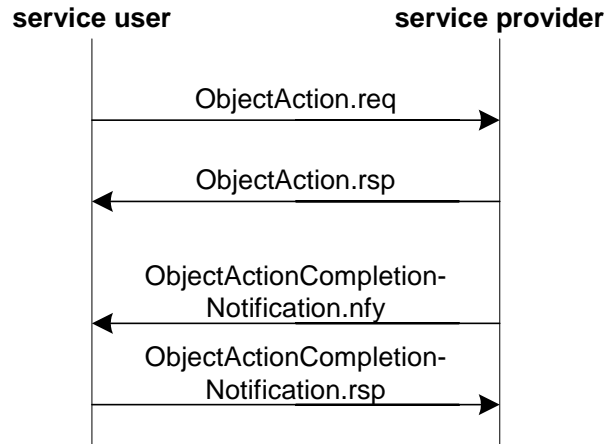 service user
service provider
ObjectAction.req
ObjectAction.rsp
ObjectActionCompletion-
Notification.nfy
ObjectActionCompletion-
Notification.rsp